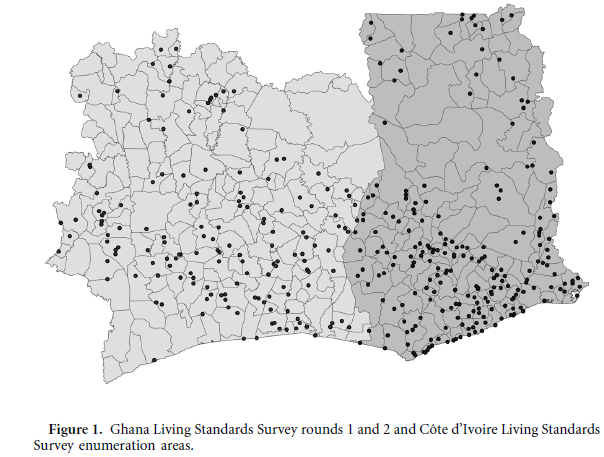 Figure 1. Ghana Living Standards Survey rounds 1 and 2 and Côte d'Ivoire Living Standards
Survey enumeration areas.